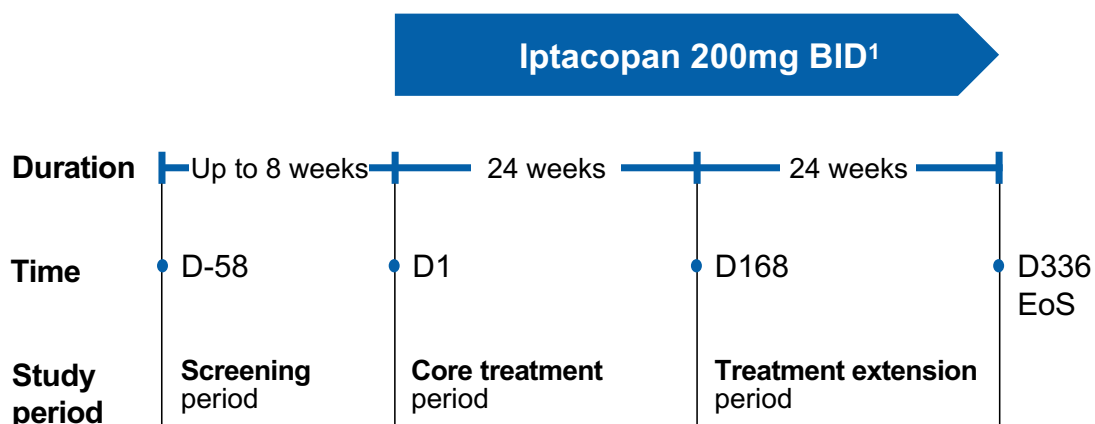 Iptacopan 200mg BID¹
Duration Up to 8 weeks 24 weeks 24 weeks
Time D-58 D1 D168 D336
EoS
Study Screening Core treatment Treatment extension
period period period period